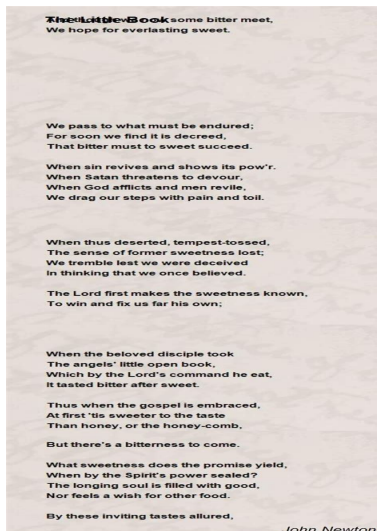 The Little Book
some bitter meet,
We hope for everlasting sweet.
We pass to what must be endured;
For soon we find it is decreed,
That bitter must to sweet succeed.
When sin revives and shows its pow'r.
When Satan threatens to devour,
When God afflicts and men revile,
We drag our steps with pain and toil.
When thus deserted, tempest-tossed,
The sense of former sweetness lost;
We tremble lest we were deceived
In thinking that we once believed.
The Lord first makes the sweetness known,
To win and fix us far his own;
When the beloved disciple took
The angels' little open book,
Which by the Lord's command he eat,
It tasted bitter after sweet.
Thus when the gospel is embraced,
At first 'tis sweeter to the taste
Than honey, or the honey-comb,
But there's a bitterness to come.
What sweetness does the promise yield,
When by the Spirit's power sealed?
The longing soul is filled with good,
Nor feels a wish for other food.
By these inviting tastes allured,
John Newton